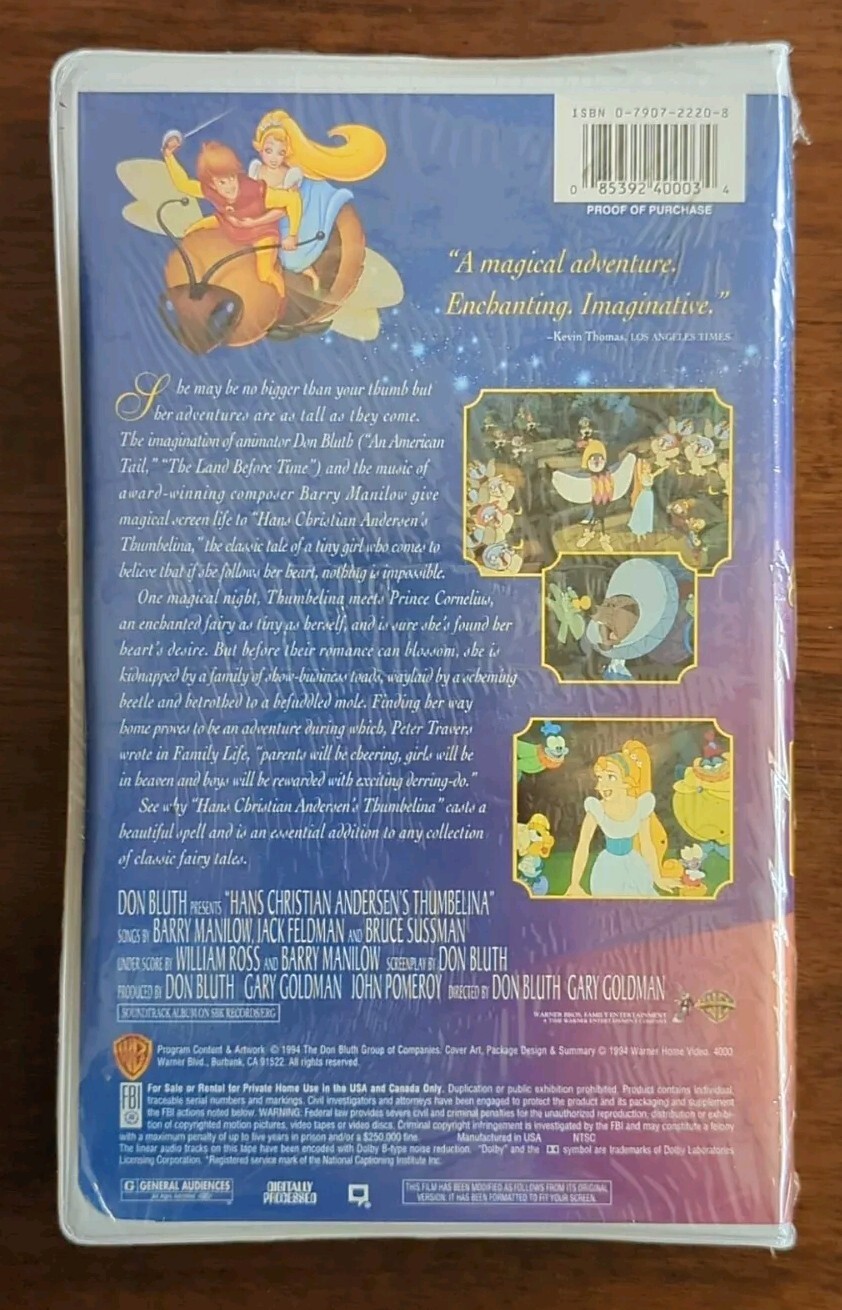 ISBN 0-7907-2220-8
0 85392 40003 4
PROOF OF PURCHASE
“A magical adventure.
Enchanting. Imaginative.”
–Kevin Thomas, LOS ANGELES TIMES
She may be no bigger than your thumb but
her adventures are as tall as they come.
The imagination of animator Don Bluth (“An American
Tail,” “The Land Before Time”) and the music of
award-winning composer Barry Manilow give
magical screen life to “Hans Christian Andersen's
Thumbelina,” the classic tale of a tiny girl who comes to
believe that if she follows her heart, nothing is impossible.
One magical night, Thumbelina meets Prince Cornelius,
an enchanted fairy as tiny as herself, and is sure she's found her
heart's desire. But before their romance can blossom, she is
kidnapped by a family of show-business toads, waylaid by a scheming
beetle and betrothed to a befuddled mole. Finding her way
home proves to be an adventure during which, Peter Travers
wrote in Family Life, “parents will be cheering, girls will be
in heaven and boys will be rewarded with exciting derring-do.”
See why “Hans Christian Andersen's Thumbelina” casts a
beautiful spell and is an essential addition to any collection
of classic fairy tales.
DON BLUTH PRESENTS “HANS CHRISTIAN ANDERSEN'S THUMBELINA”
SONGS BY BARRY MANILOW, JACK FELDMAN AND BRUCE SUSSMAN
UNDERSCORE BY WILLIAM ROSS AND BARRY MANILOW SCREENPLAY BY DON BLUTH
PRODUCED BY DON BLUTH GARY GOLDMAN JOHN POMEROY DIRECTED BY DON BLUTH GARY GOLDMAN
SOUNDTRACK ALBUM ON SBK RECORDS/ERG
WARNER BROS. FAMILY ENTERTAINMENT
WARNER ENTERTAINMENT COMPANY
Program Content & Artwork © 1994 The Don Bluth Group of Companies. Cover Art, Package Design & Summary © 1994 Warner Home Video, 4000
Warner Blvd., Burbank, CA 91522. All rights reserved.
FBI
For Sale or Rental for Private Home Use in the USA and Canada Only. Duplication or public exhibition prohibited. Product contains individual,
traceable serial numbers and markings. Civil investigators and attorneys have been engaged to protect the product and its packaging and supplement
the FBI actions noted below. WARNING: Federal law provides severe civil and criminal penalties for the unauthorized reproduction, distribution or exhibi-
tion of copyrighted motion pictures, video tapes or video discs. Criminal copyright infringement is investigated by the FBI and may constitute a felony
with a maximum penalty of up to five years in prison and/or a $250,000 fine. Manufactured in USA NTSC
The linear audio tracks on this tape have been encoded with Dolby B-type noise reduction. “Dolby” and the symbol are trademarks of Dolby Laboratories
Licensing Corporation. *Registered service mark of the National Captioning Institute Inc.
G GENERAL AUDIENCES
All Ages Admitted
DIGITALLY
PROCESSED
THIS FILM HAS BEEN MODIFIED AS FOLLOWS FROM ITS ORIGINAL
VERSION: IT HAS BEEN FORMATTED TO FIT YOUR SCREEN.